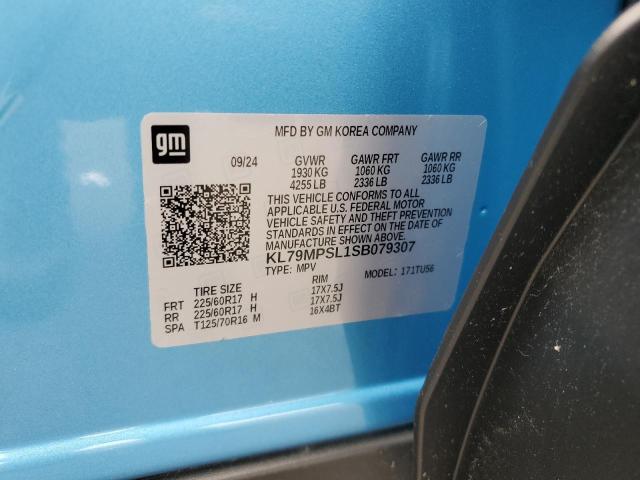 gm
MFD BY GM KOREA COMPANY
09/24 GVWR GAWR FRT GAWR RR
1930 KG 1060 KG 1060 KG
4255 LB 2336 LB 2336 LB
THIS VEHICLE CONFORMS TO ALL
APPLICABLE U.S. FEDERAL MOTOR
VEHICLE SAFETY AND THEFT PREVENTION
STANDARDS IN EFFECT ON DATE OF
MANUFACTURE SHOWN ABOVE.
KL79MPSL1SB079307
TYPE: MPV MODEL: 171TU56
TIRE SIZE RIM
FRT 225/60R17 H 17X7.5J
RR 225/60R17 H 17X7.5J
SPA T125/70R16 M 16X4BT